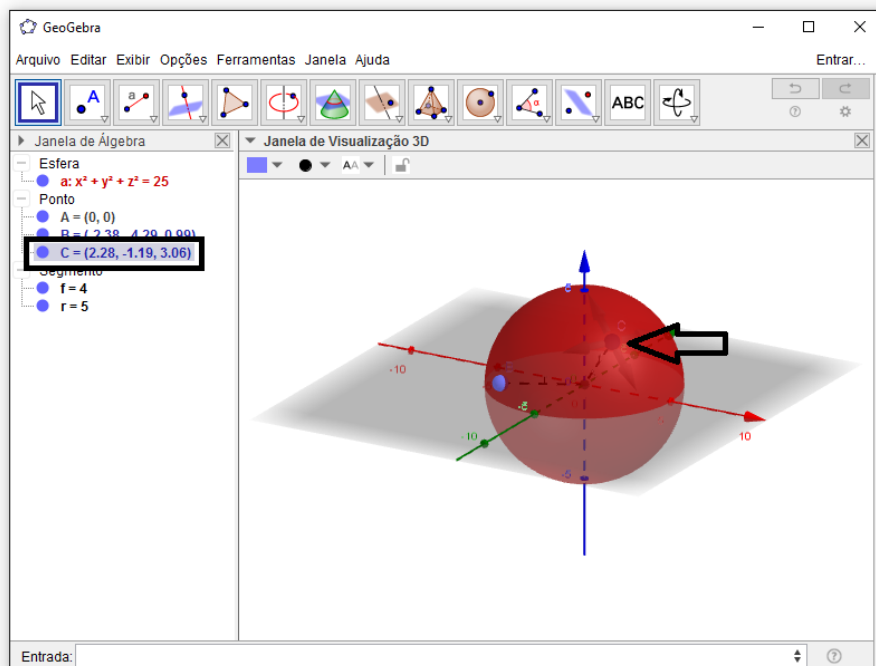 GeoGebra
Arquivo Editar Exibir Opções Ferramentas Janela Ajuda Entrar...
A a α ABC
Janela de Álgebra
Esfera
a: x² + y² + z² = 25
Ponto
A = (0, 0)
C = (2.28, -1.19, 3.06)
Segmento
f = 4
r = 5
Janela de Visualização 3D
AA
-10
-10
-5
10
Entrada: